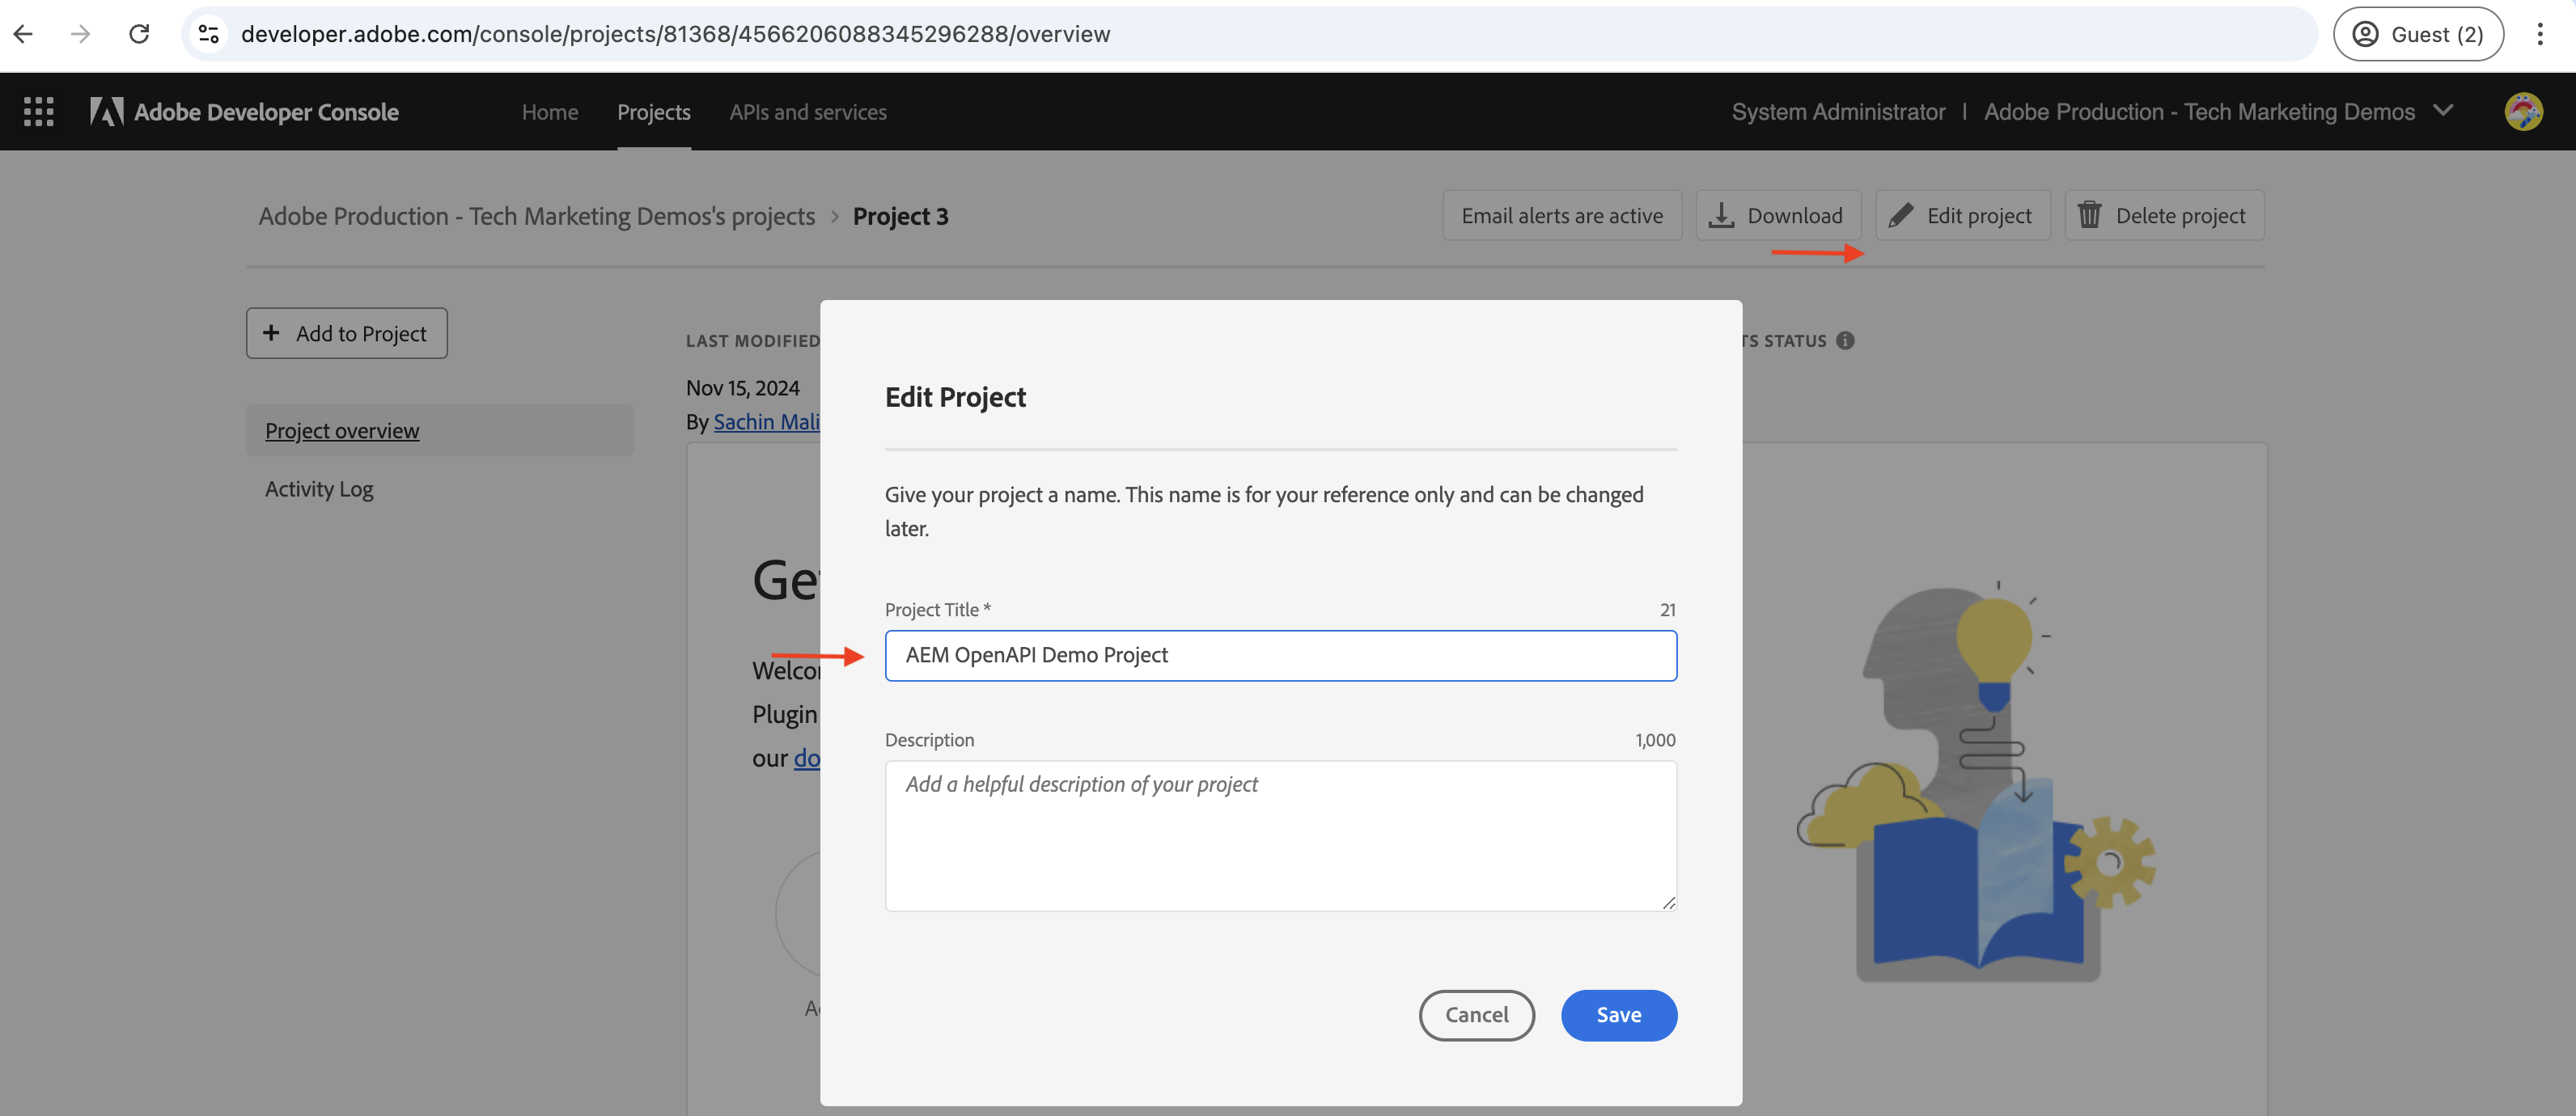 developer.adobe.com/console/projects/81368/4566206088345296288/overview
Guest (2)
Adobe Developer Console
Home
Projects
APIs and services
System Administrator | Adobe Production - Tech Marketing Demos
Adobe Production - Tech Marketing Demos's projects > Project 3
Email alerts are active
Download
Edit project
Delete project
+ Add to Project
Project overview
Activity Log
LAST MODIFIED
Nov 15, 2024
By Sachin Mali
TS STATUS
Ge
Welco
Plugin
our do
Edit Project
Give your project a name. This name is for your reference only and can be changed
later.
Project Title *
21
AEM OpenAPI Demo Project
Description
1,000
Add a helpful description of your project
Cancel
Save